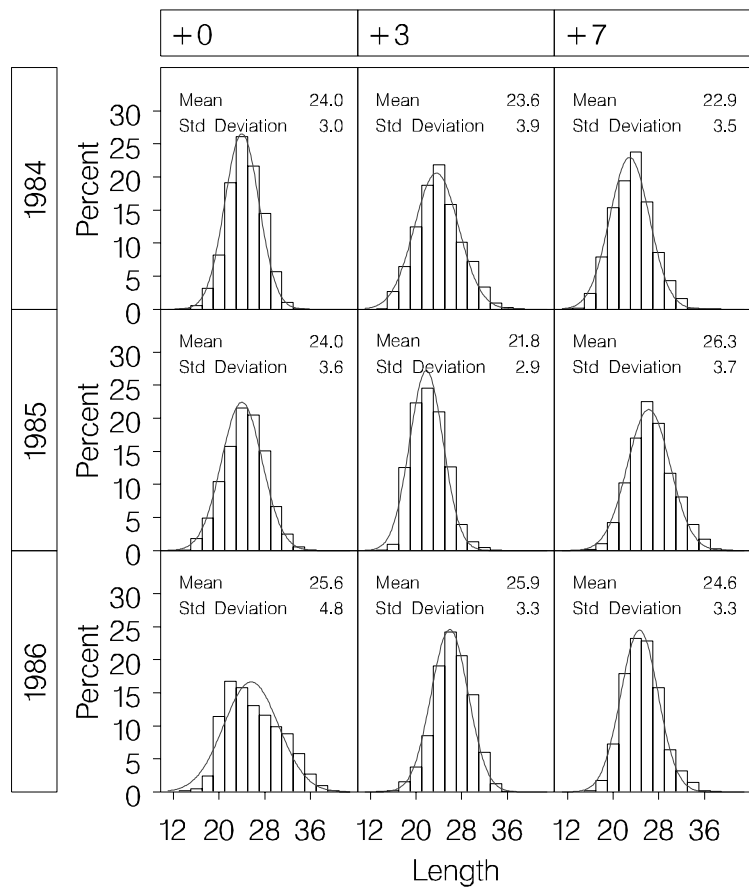 +0 +3 +7
1984
Percent
30
25
20
15
10
5
0
Mean 24.0
Std Deviation 3.0
Mean 23.6
Std Deviation 3.9
Mean 22.9
Std Deviation 3.5
1985
Percent
30
25
20
15
10
5
0
Mean 24.0
Std Deviation 3.6
Mean 21.8
Std Deviation 2.9
Mean 26.3
Std Deviation 3.7
1986
Percent
30
25
20
15
10
5
0
Mean 25.6
Std Deviation 4.8
Mean 25.9
Std Deviation 3.3
Mean 24.6
Std Deviation 3.3
12 20 28 36 12 20 28 36 12 20 28 36
Length